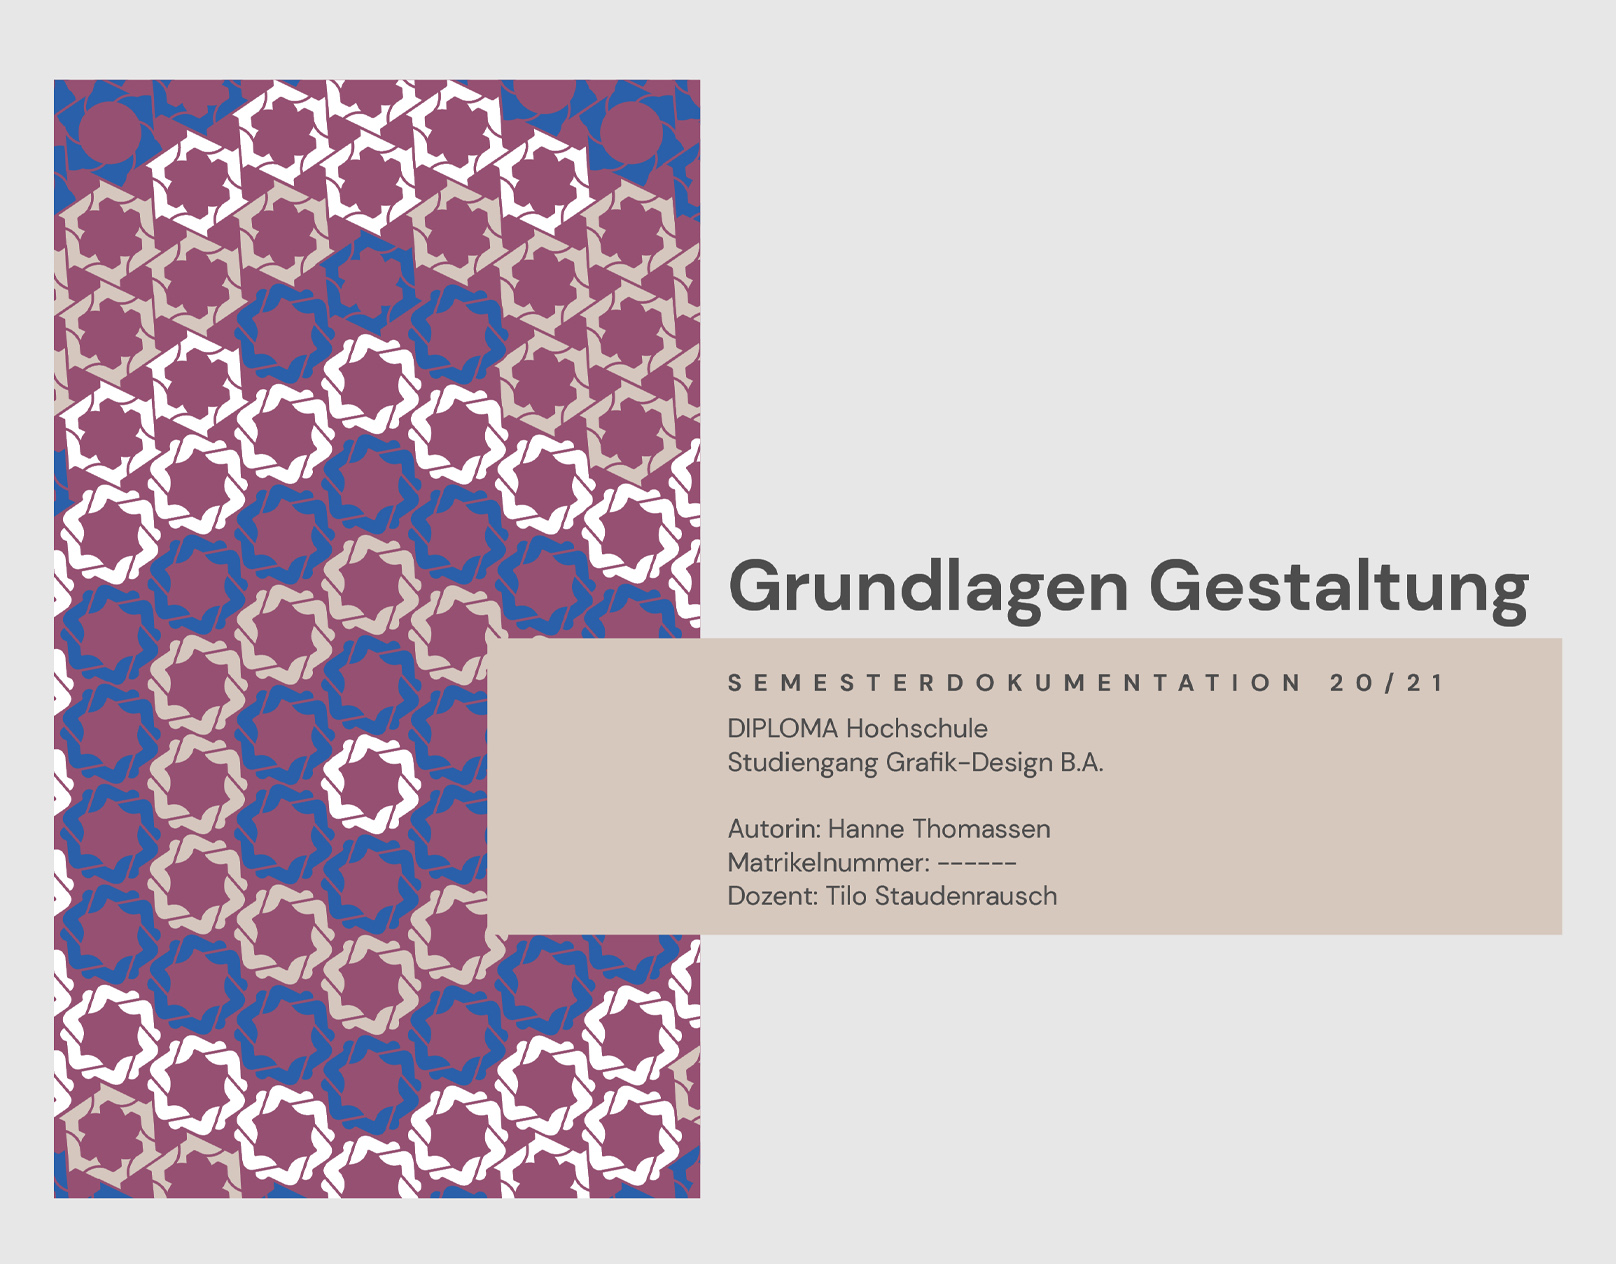 Grundlagen Gestaltung
SEMESTERDOKUMENTATION 20/21
DIPLOMA Hochschule
Studiengang Grafik-Design B.A.
Autorin: Hanne Thomassen
Matrikelnummer: ------
Dozent: Tilo Staudenrausch